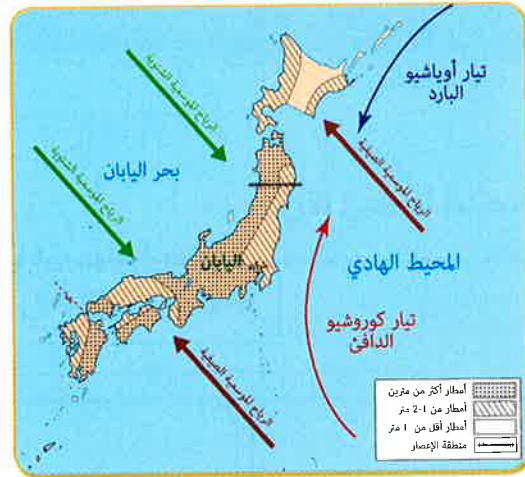 تيار أوياشيو
البارد
الرياح الموسمية الشتوية
الرياح الموسمية الصيفية
بحر اليابان
الرياح الموسمية الشتوية
اليابان
المحيط الهادي
تيار كوروشيو
الدافئ
الرياح الموسمية الصيفية
أمطار أكثر من مترين
أمطار من 1-2 متر
أمطار أقل من 1 متر
منطقة الإعصار